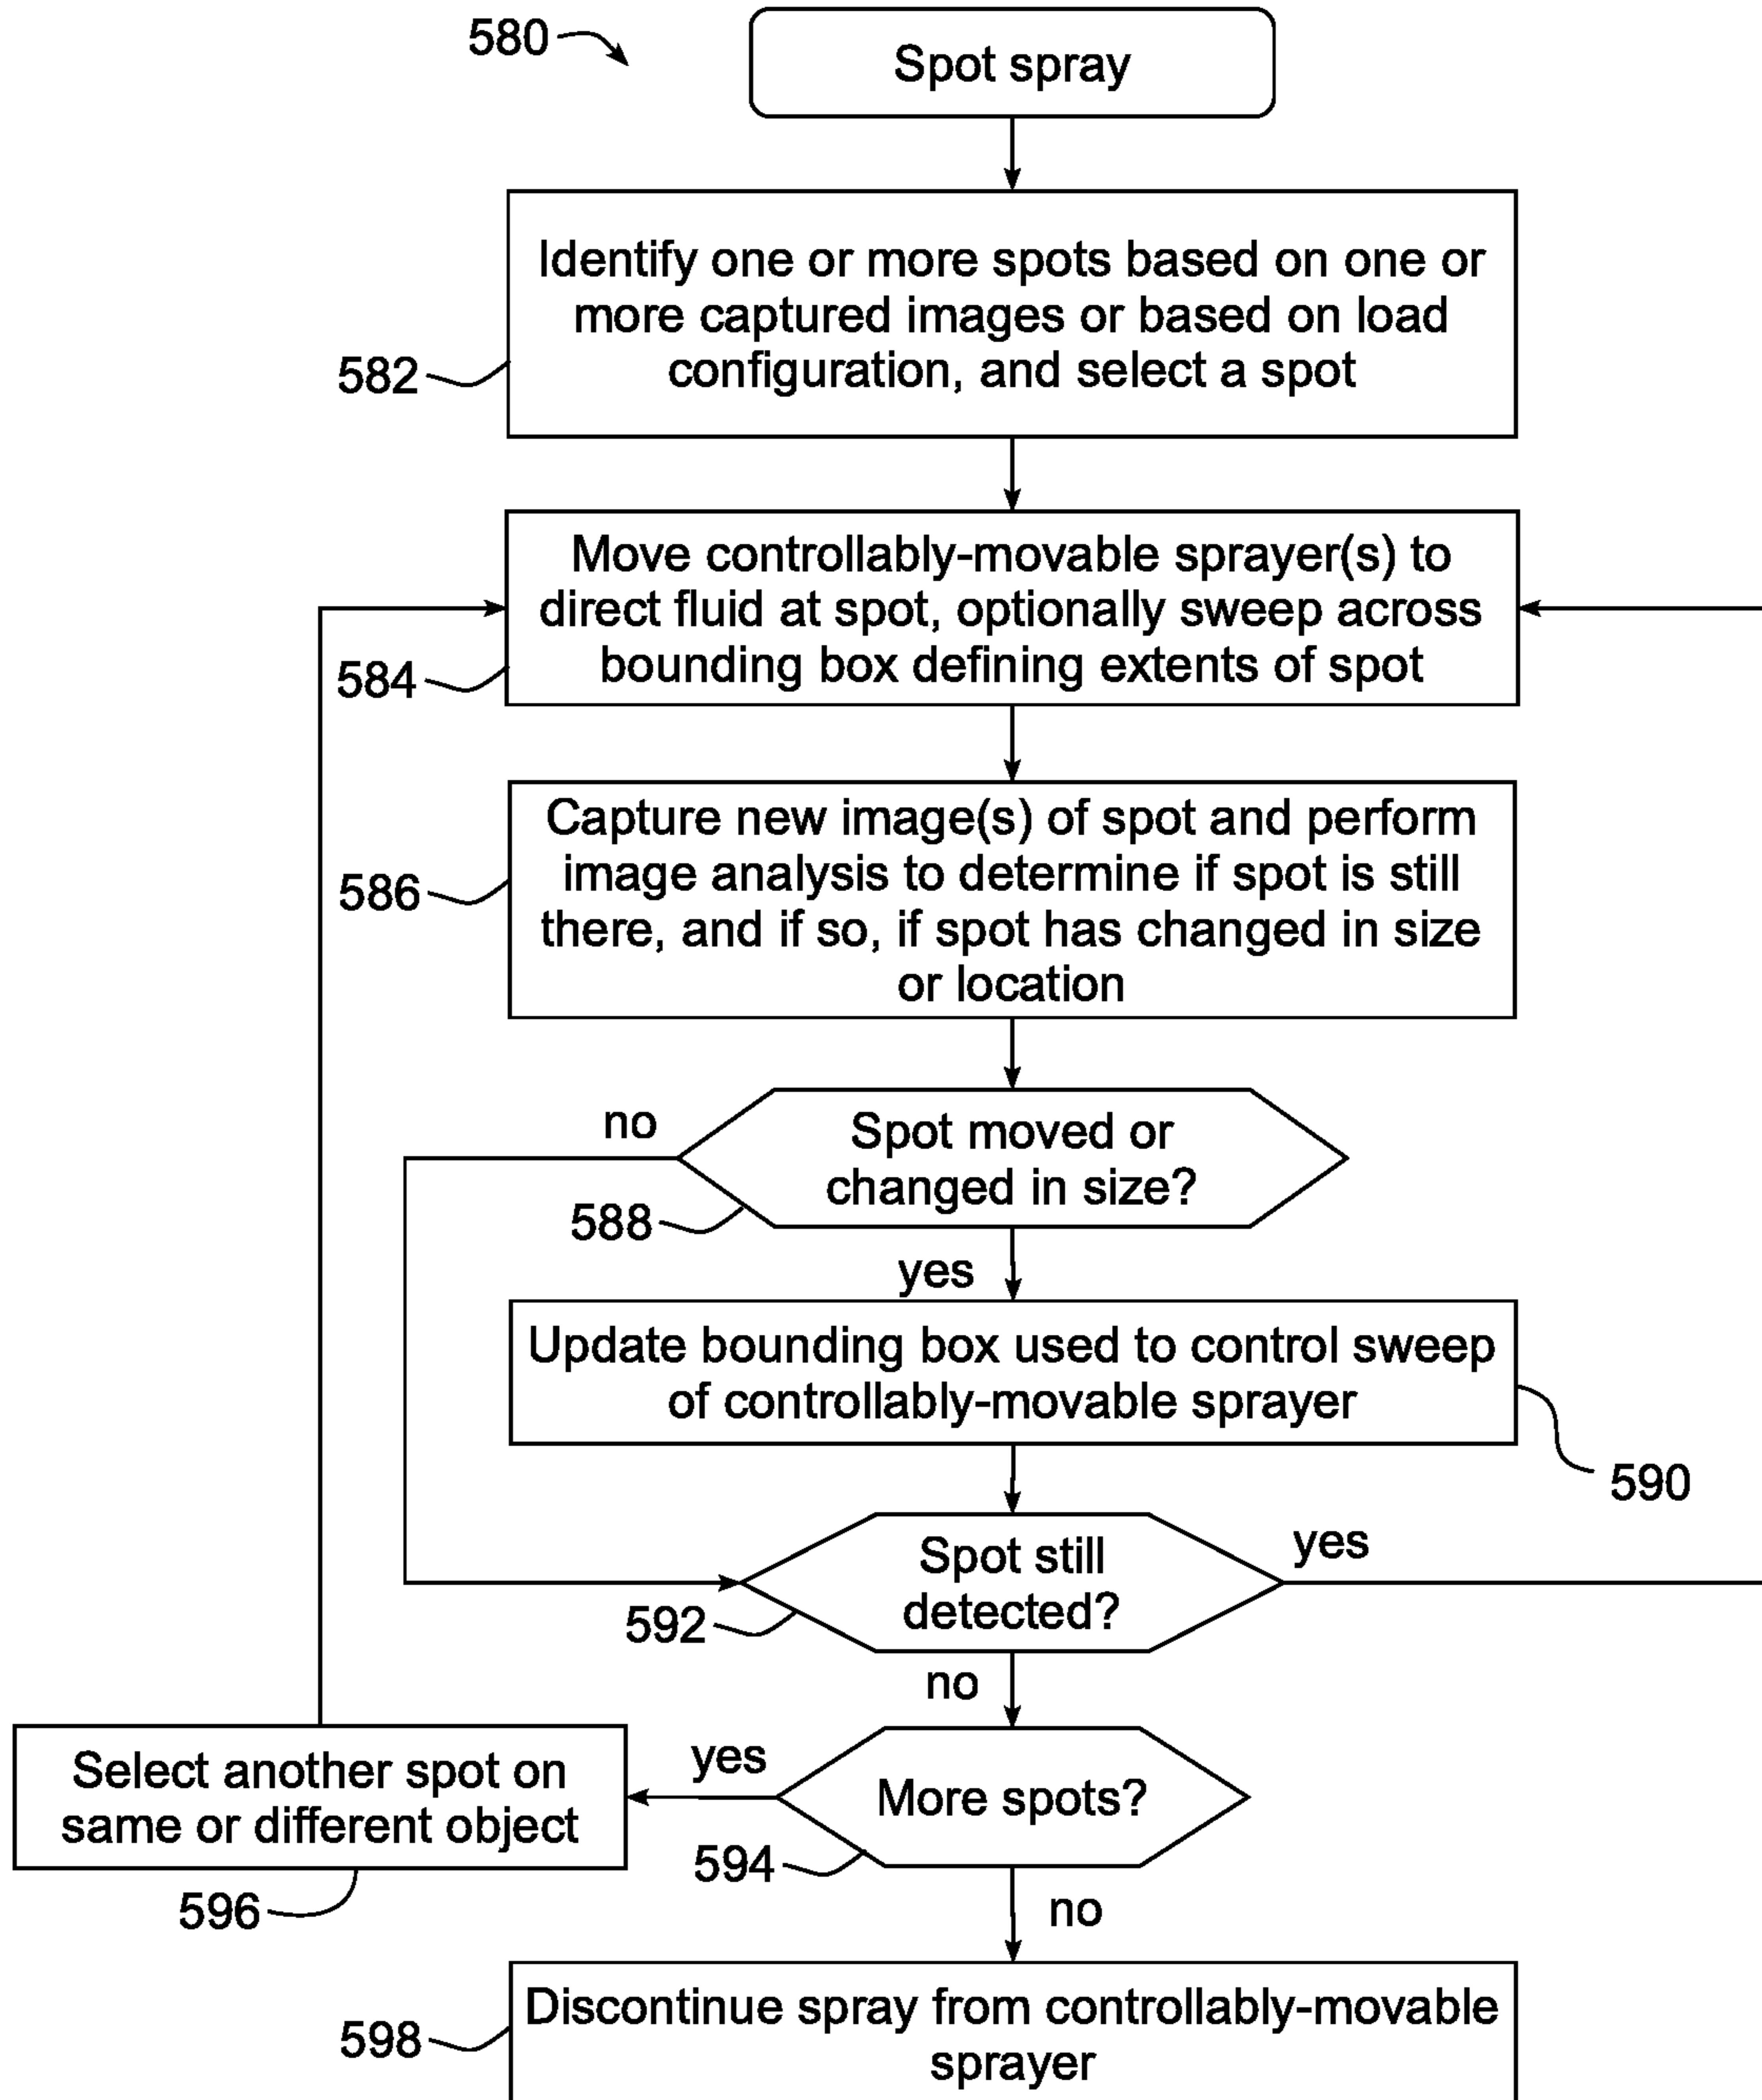 580
Spot spray
Identify one or more spots based on one or
more captured images or based on load
configuration, and select a spot
582
Move controllably-movable sprayer(s) to
direct fluid at spot, optionally sweep across
bounding box defining extents of spot
584
Capture new image(s) of spot and perform
image analysis to determine if spot is still
there, and if so, if spot has changed in size
or location
586
no
Spot moved or
changed in size?
588
yes
Update bounding box used to control sweep
of controllably-movable sprayer
590
Spot still
detected?
yes
592
no
Select another spot on
same or different object
yes
More spots?
594
596
no
Discontinue spray from controllably-movable
sprayer
598